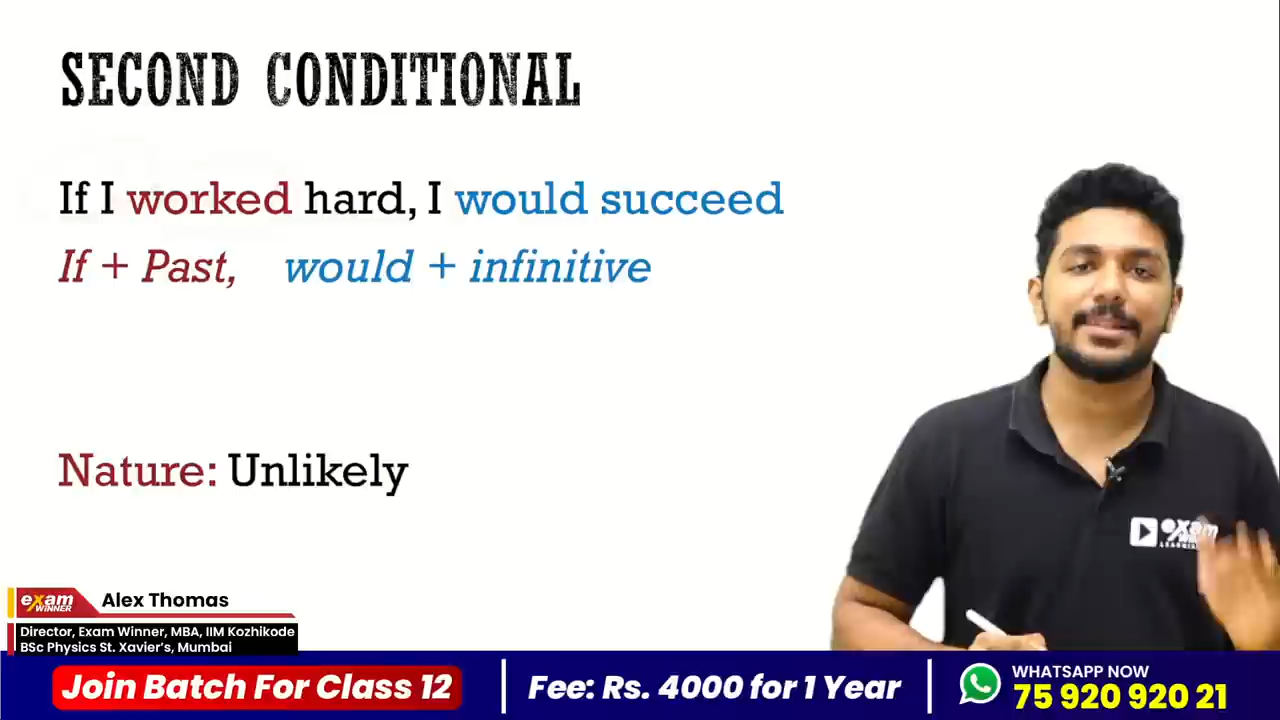 SECOND CONDITIONAL
If I worked hard, I would succeed
If + Past, would + infinitive
Nature: Unlikely
exam
WINNER
exam
WINNER
Alex Thomas
Director, Exam Winner, MBA, IIM Kozhikode
BSc Physics St. Xavier's, Mumbai
Join Batch For Class 12
Fee: Rs. 4000 for 1 Year
WHATSAPP NOW
75 920 920 21